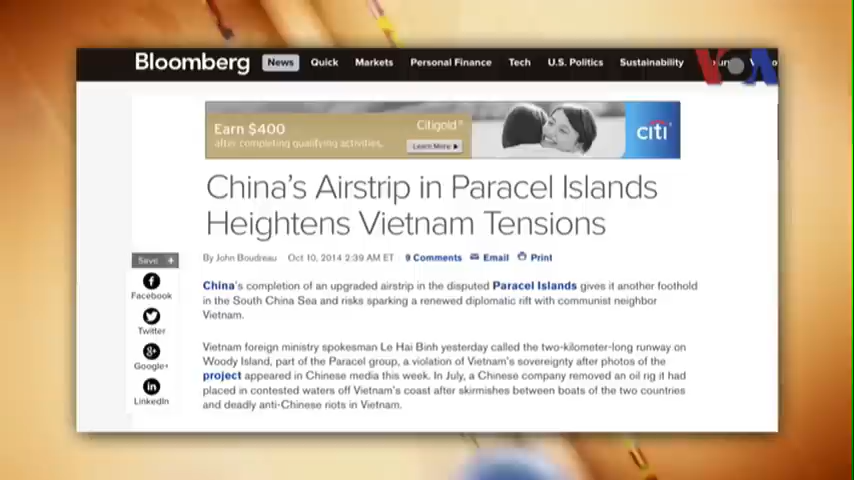 Bloomberg News Quick Markets Personal Finance Tech U.S. Politics Sustainability
VOA
Earn $400
after completing qualifying activities.
Citigold®
Learn More ▶
citi
China's Airstrip in Paracel Islands
Heightens Vietnam Tensions
By John Boudreau Oct 10, 2014 2:39 AM ET 9 Comments Email Print
Save +
Facebook
Twitter
Google+
LinkedIn
China's completion of an upgraded airstrip in the disputed Paracel Islands gives it another foothold
in the South China Sea and risks sparking a renewed diplomatic rift with communist neighbor
Vietnam.
Vietnam foreign ministry spokesman Le Hai Binh yesterday called the two-kilometer-long runway on
Woody Island, part of the Paracel group, a violation of Vietnam's sovereignty after photos of the
project appeared in Chinese media this week. In July, a Chinese company removed an oil rig it had
placed in contested waters off Vietnam's coast after skirmishes between boats of the two countries
and deadly anti-Chinese riots in Vietnam.